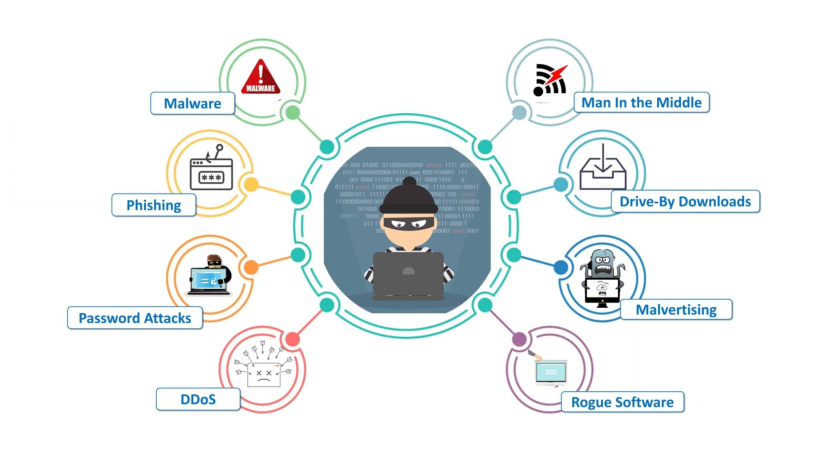 MALWARE
Malware
Man In the Middle
***
Phishing
Drive-By Downloads
Password Attacks
Malvertising
DDoS
Rogue Software